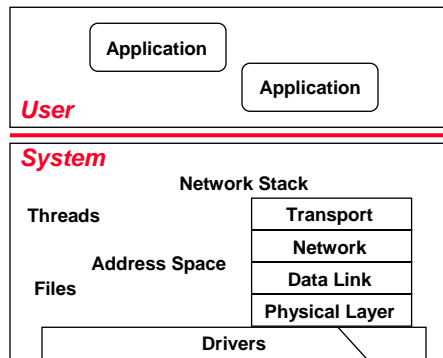 Application
Application
User
System
Network Stack
Threads
Transport
Network
Address Space
Data Link
Files
Physical Layer
Drivers